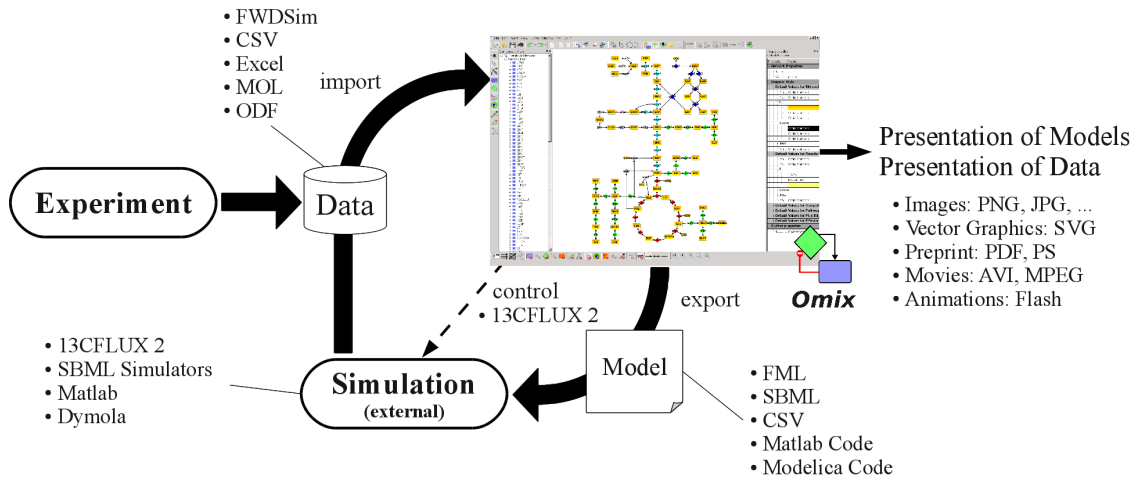 • FWDSim
• CSV
• Excel
• MOL
• ODF
import
Experiment
Data
Presentation of Models
Presentation of Data
• Images: PNG, JPG, ...
• Vector Graphics: SVG
• Preprint: PDF, PS
• Movies: AVI, MPEG
• Animations: Flash
Omix
control
• 13CFLUX 2
export
• 13CFLUX 2
• SBML Simulators
• Matlab
• Dymola
Simulation
(external)
Model
• FML
• SBML
• CSV
• Matlab Code
• Modelica Code